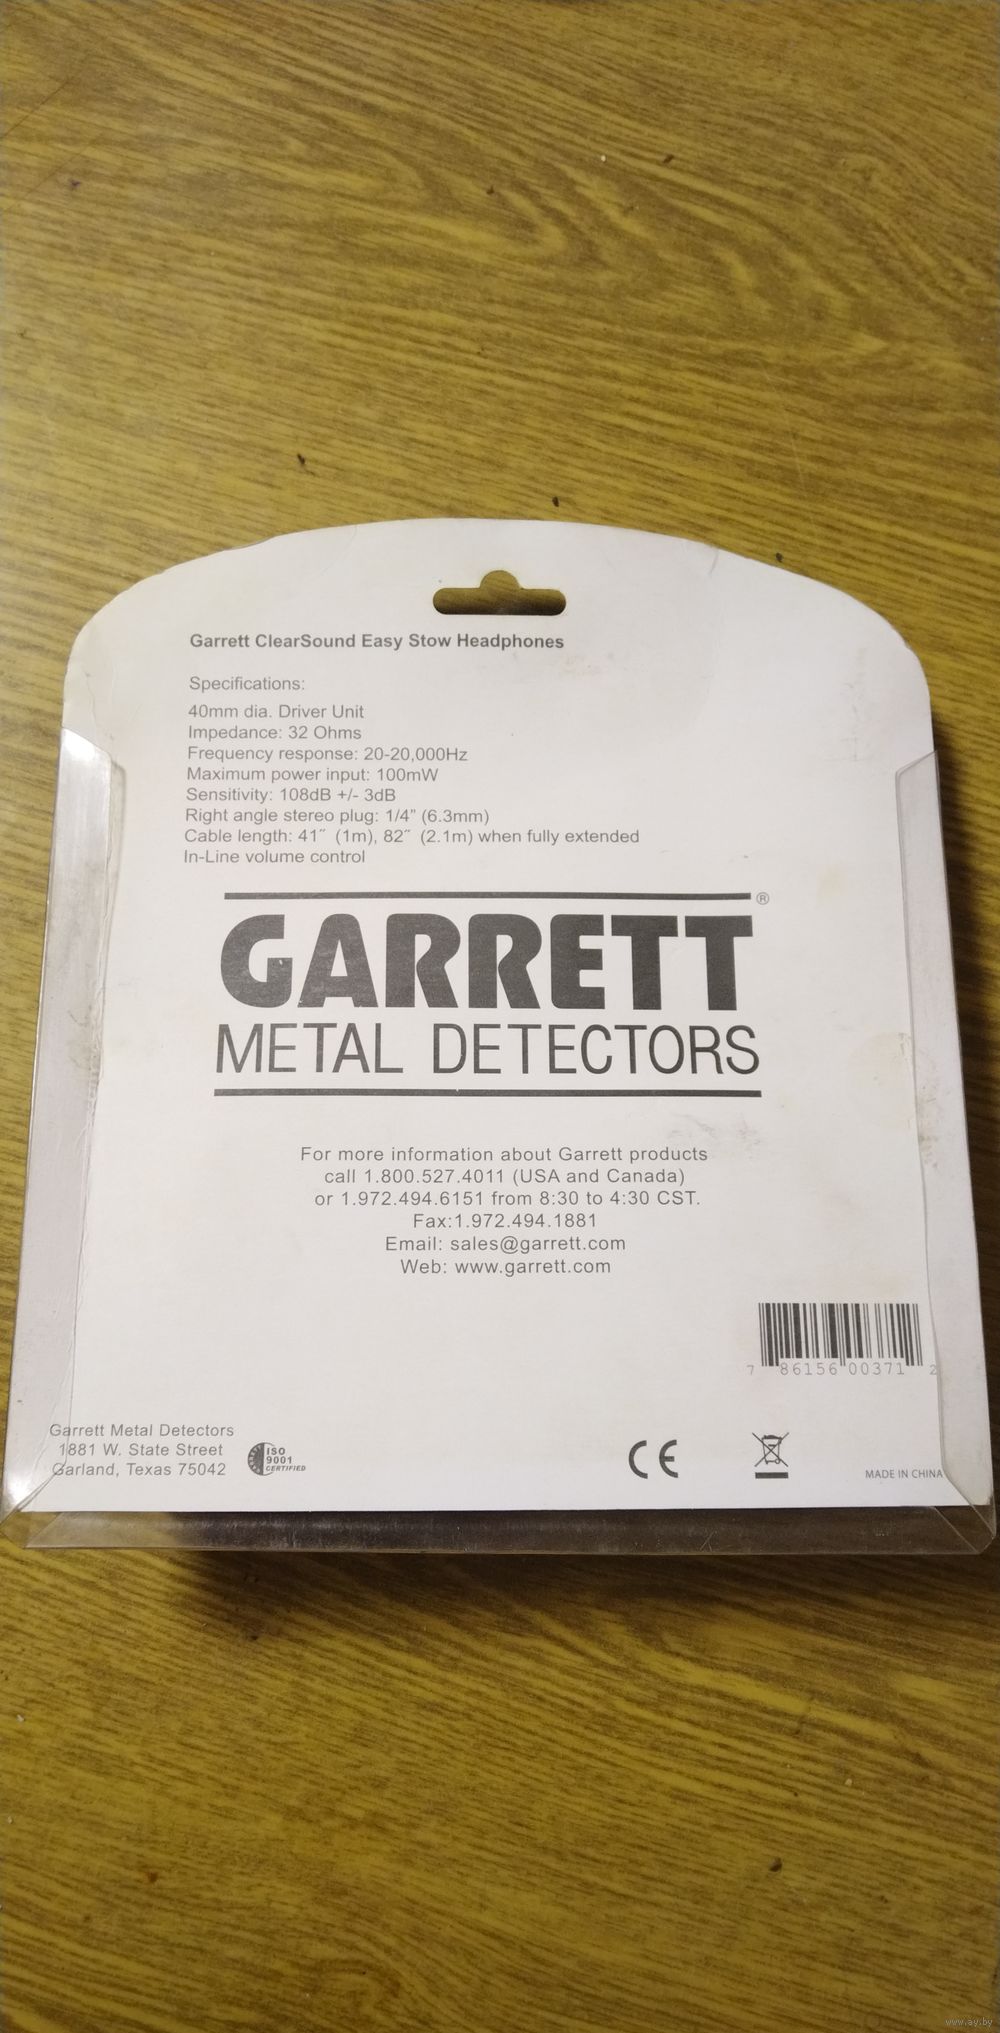 Garrett ClearSound Easy Stow Headphones
Specifications:
40mm dia. Driver Unit
Impedance: 32 Ohms
Frequency response: 20-20,000Hz
Maximum power input: 100mW
Sensitivity: 108dB +/- 3dB
Right angle stereo plug: 1/4” (6.3mm)
Cable length: 41˝ (1m), 82˝ (2.1m) when fully extended
In-Line volume control
GARRETT®
METAL DETECTORS
For more information about Garrett products
call 1.800.527.4011 (USA and Canada)
or 1.972.494.6151 from 8:30 to 4:30 CST.
Fax:1.972.494.1881
Email: sales@garrett.com
Web: www.garrett.com
7 86156 00371 2
Garrett Metal Detectors
1881 W. State Street
Garland, Texas 75042
ISO
9001
CERTIFIED
CE
MADE IN CHINA
www.ay.by